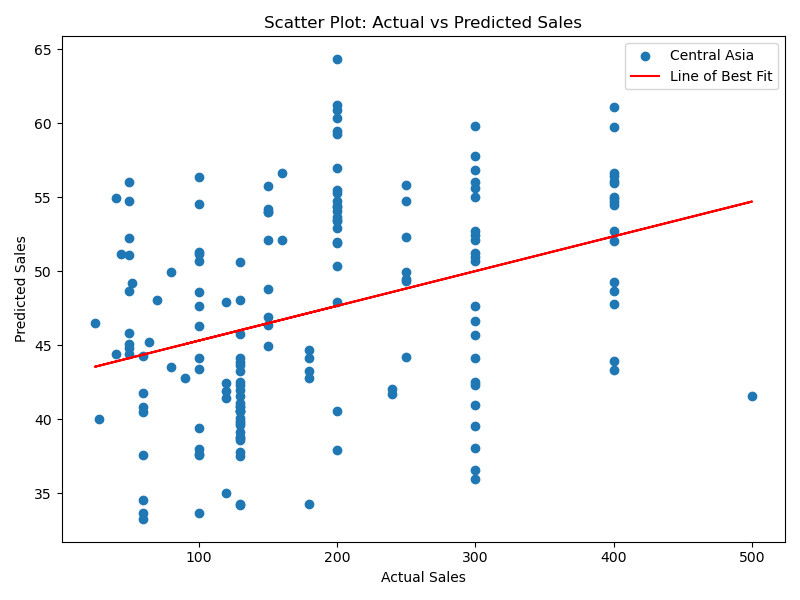 Scatter Plot: Actual vs Predicted Sales
Central Asia
Line of Best Fit
Predicted Sales
65
60
55
50
45
40
35
100 200 300 400 500
Actual Sales